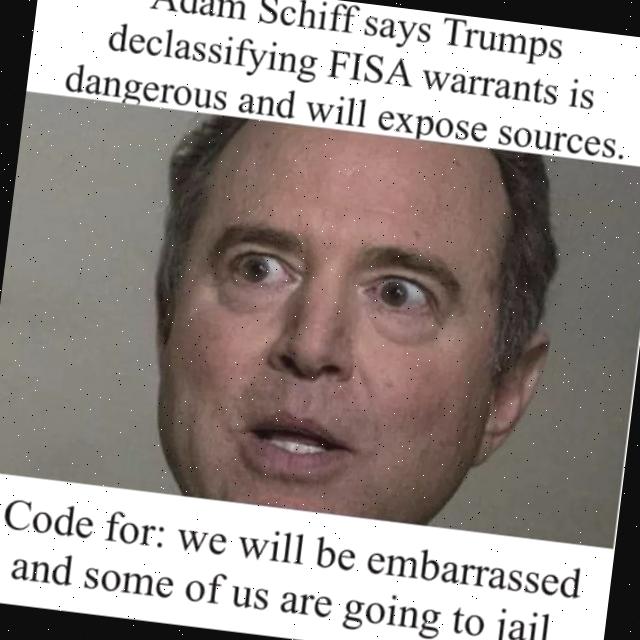 Adam Schiff says Trumps
declassifying FISA warrants is
dangerous and will expose sources.
Code for: we will be embarrassed
and some of us are going to jail